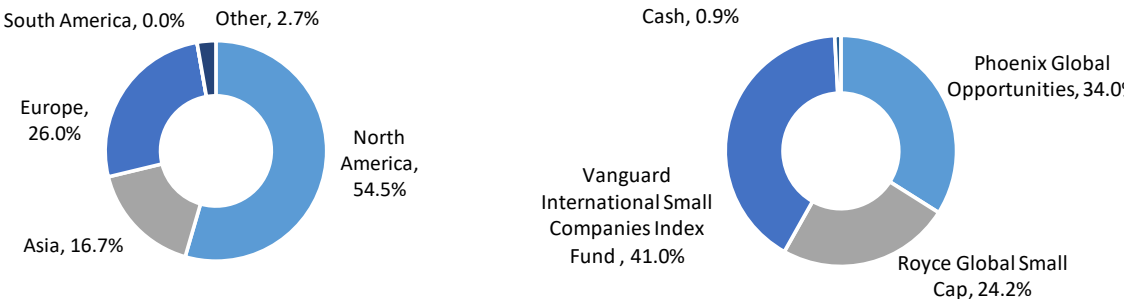 South America, 0.0%
Other, 2.7%
Europe,
26.0%
North
America,
54.5%
Asia, 16.7%
Cash, 0.9%
Phoenix Global
Opportunities, 34.0%
Vanguard
International Small
Companies Index
Fund , 41.0%
Royce Global Small
Cap, 24.2%